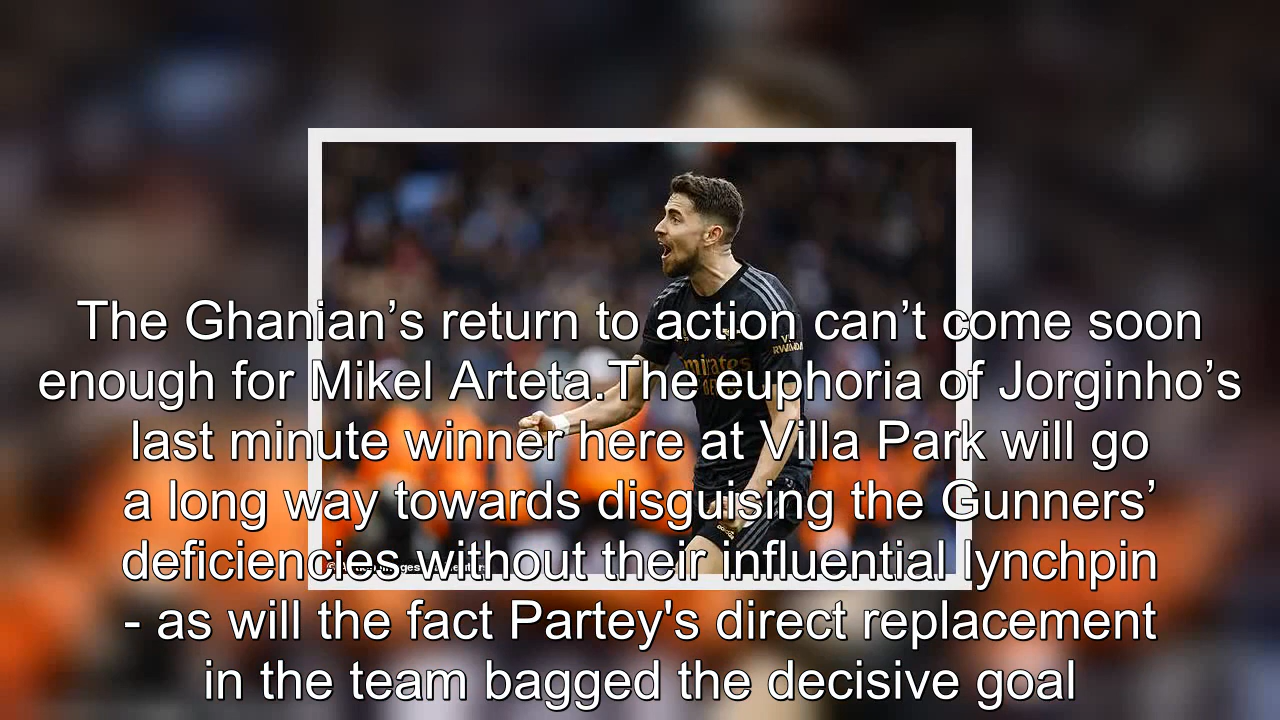 The Ghanian’s return to action can’t come soon
enough for Mikel Arteta.The euphoria of Jorginho’s
last minute winner here at Villa Park will go
a long way towards disguising the Gunners’
deficiencies without their influential lynchpin
- as will the fact Partey's direct replacement
in the team bagged the decisive goal
Emirates
RWANDA